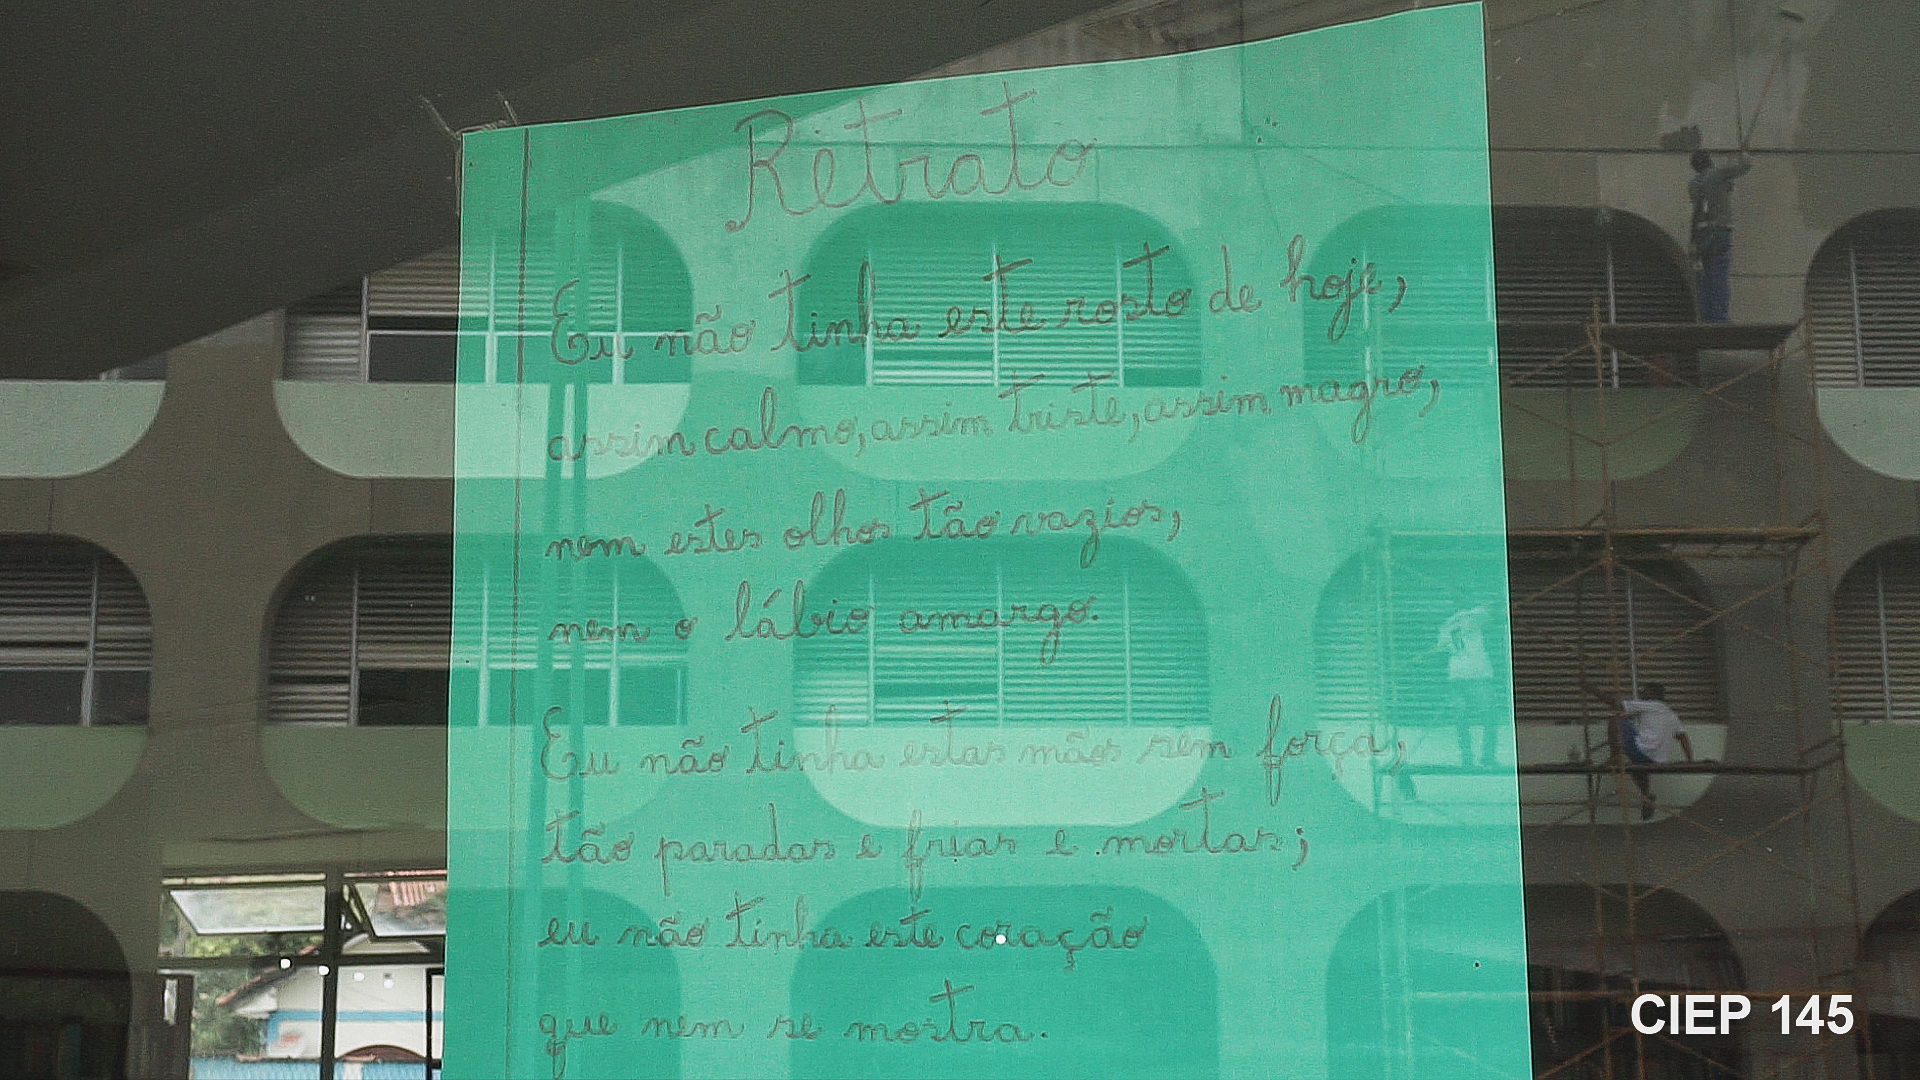 Retrato
Eu não tinha este rosto de hoje,
assim calmo, assim triste, assim magro,
nem estes olhos tão vazios,
nem o lábio amargo.
Eu não tinha estas mãos sem força,
tão paradas e frias e mortas;
eu não tinha este coração
que nem se mostra.
CIEP 145